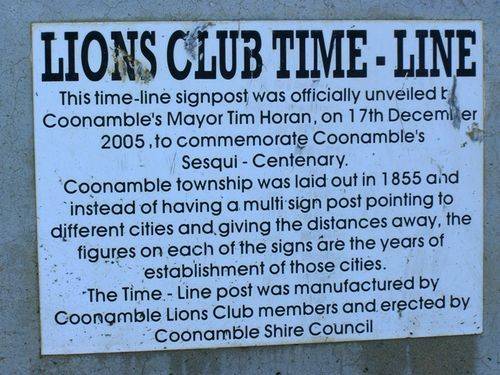 LIONS CLUB TIME - LINE
This time-line signpost was officially unveiled b
Coonamble's Mayor Tim Horan, on 17th December
2005, to commemorate Coonamble's
Sesqui - Centenary.
Coonamble township was laid out in 1855 and
instead of having a multi sign post pointing to
different cities and giving the distances away, the
figures on each of the signs are the years of
establishment of those cities.
The Time - Line post was manufactured by
Coonamble Lions Club members and erected by
Coonamble Shire Council